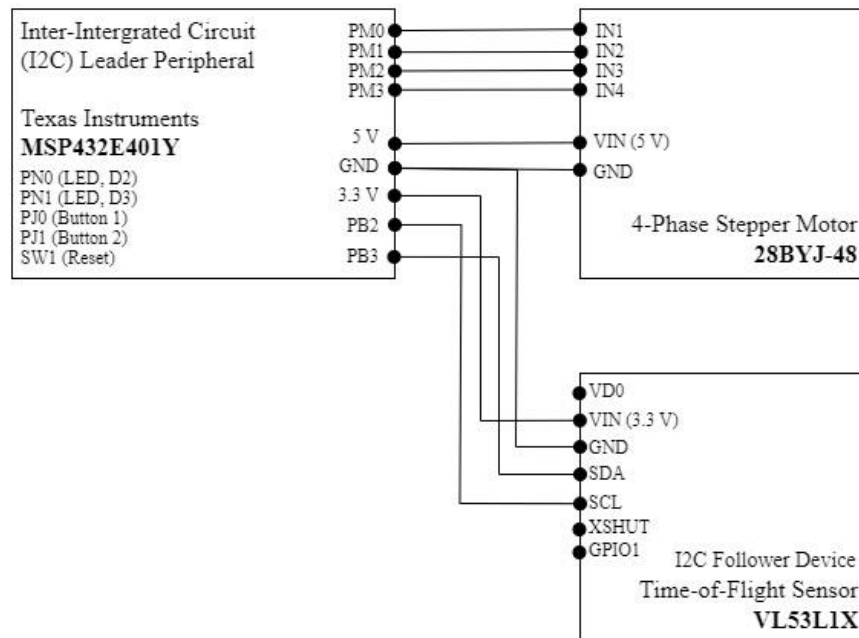 Inter-Intergrated Circuit
(I2C) Leader Peripheral
Texas Instruments
MSP432E401Y
PN0 (LED, D2)
PN1 (LED, D3)
PJ0 (Button 1)
PJ1 (Button 2)
SW1 (Reset)
PM0
PM1
PM2
PM3
5 V
GND
3.3 V
PB2
PB3
IN1
IN2
IN3
IN4
VIN (5 V)
GND
4-Phase Stepper Motor
28BYJ-48
VD0
VIN (3.3 V)
GND
SDA
SCL
XSHUT
GPIO1
I2C Follower Device
Time-of-Flight Sensor
VL53L1X